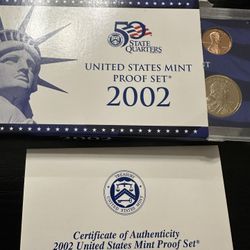 50
STATE
QUARTERS
UNITED STATES MINT
PROOF SET®
2002
Certificate of Authenticity
2002 United States Mint Proof Set®